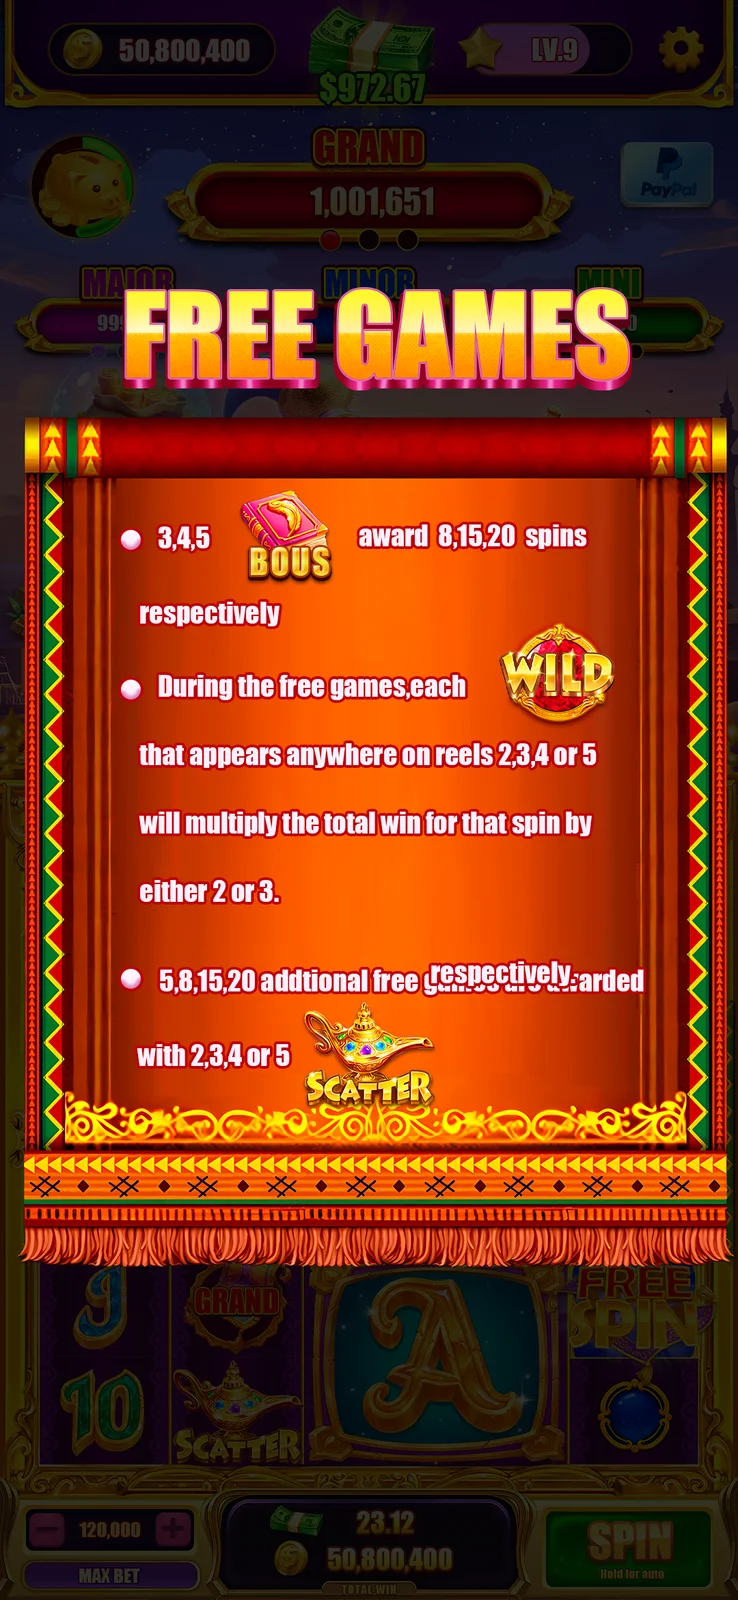 50,800,400
LV.9
$972.67
GRAND
1,001,651
PayPal
MAJOR MINOR MINI
FREE GAMES
3,4,5 BOUS award 8,15,20 spins
respectively
During the free games,each WILD
that appears anywhere on reels 2,3,4 or 5
will multiply the total win for that spin by
either 2 or 3.
5,8,15,20 addtional free games are awarded
respectively.
with 2,3,4 or 5 SCATTER
J GRAND A FREE SPIN
10 SCATTER
120,000
MAX BET
23.12
50,800,400
TOTAL WIN
SPIN
Hold for auto